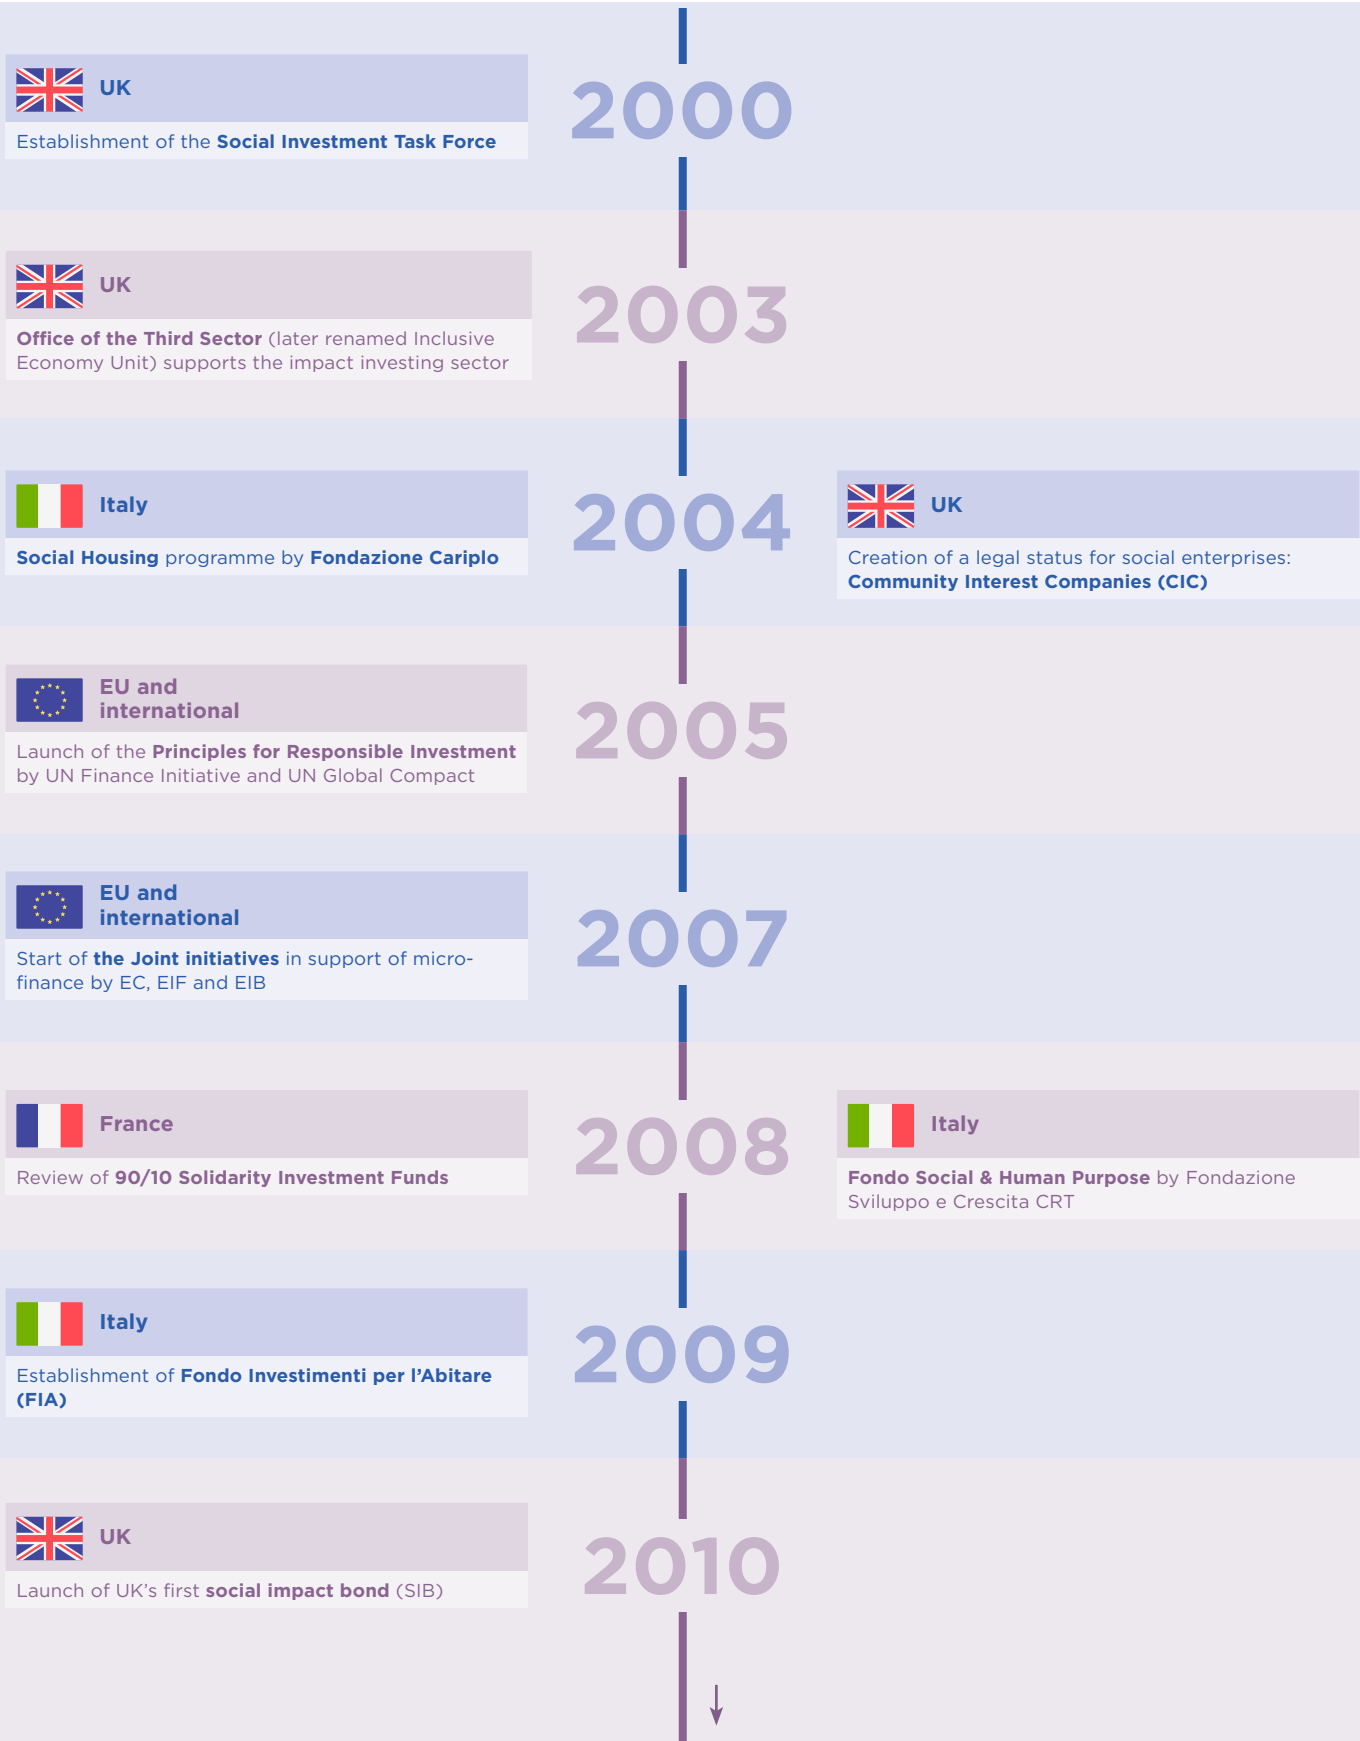 2000
UK
Establishment of the Social Investment Task Force
2003
UK
Office of the Third Sector (later renamed Inclusive
Economy Unit) supports the impact investing sector
2004
Italy
Social Housing programme by Fondazione Cariplo
UK
Creation of a legal status for social enterprises:
Community Interest Companies (CIC)
2005
EU and
international
Launch of the Principles for Responsible Investment
by UN Finance Initiative and UN Global Compact
2007
EU and
international
Start of the Joint initiatives in support of micro-
finance by EC, EIF and EIB
2008
France
Review of 90/10 Solidarity Investment Funds
Italy
Fondo Social & Human Purpose by Fondazione
Sviluppo e Crescita CRT
2009
Italy
Establishment of Fondo Investimenti per l’Abitare
(FIA)
2010
UK
Launch of UK’s first social impact bond (SIB)